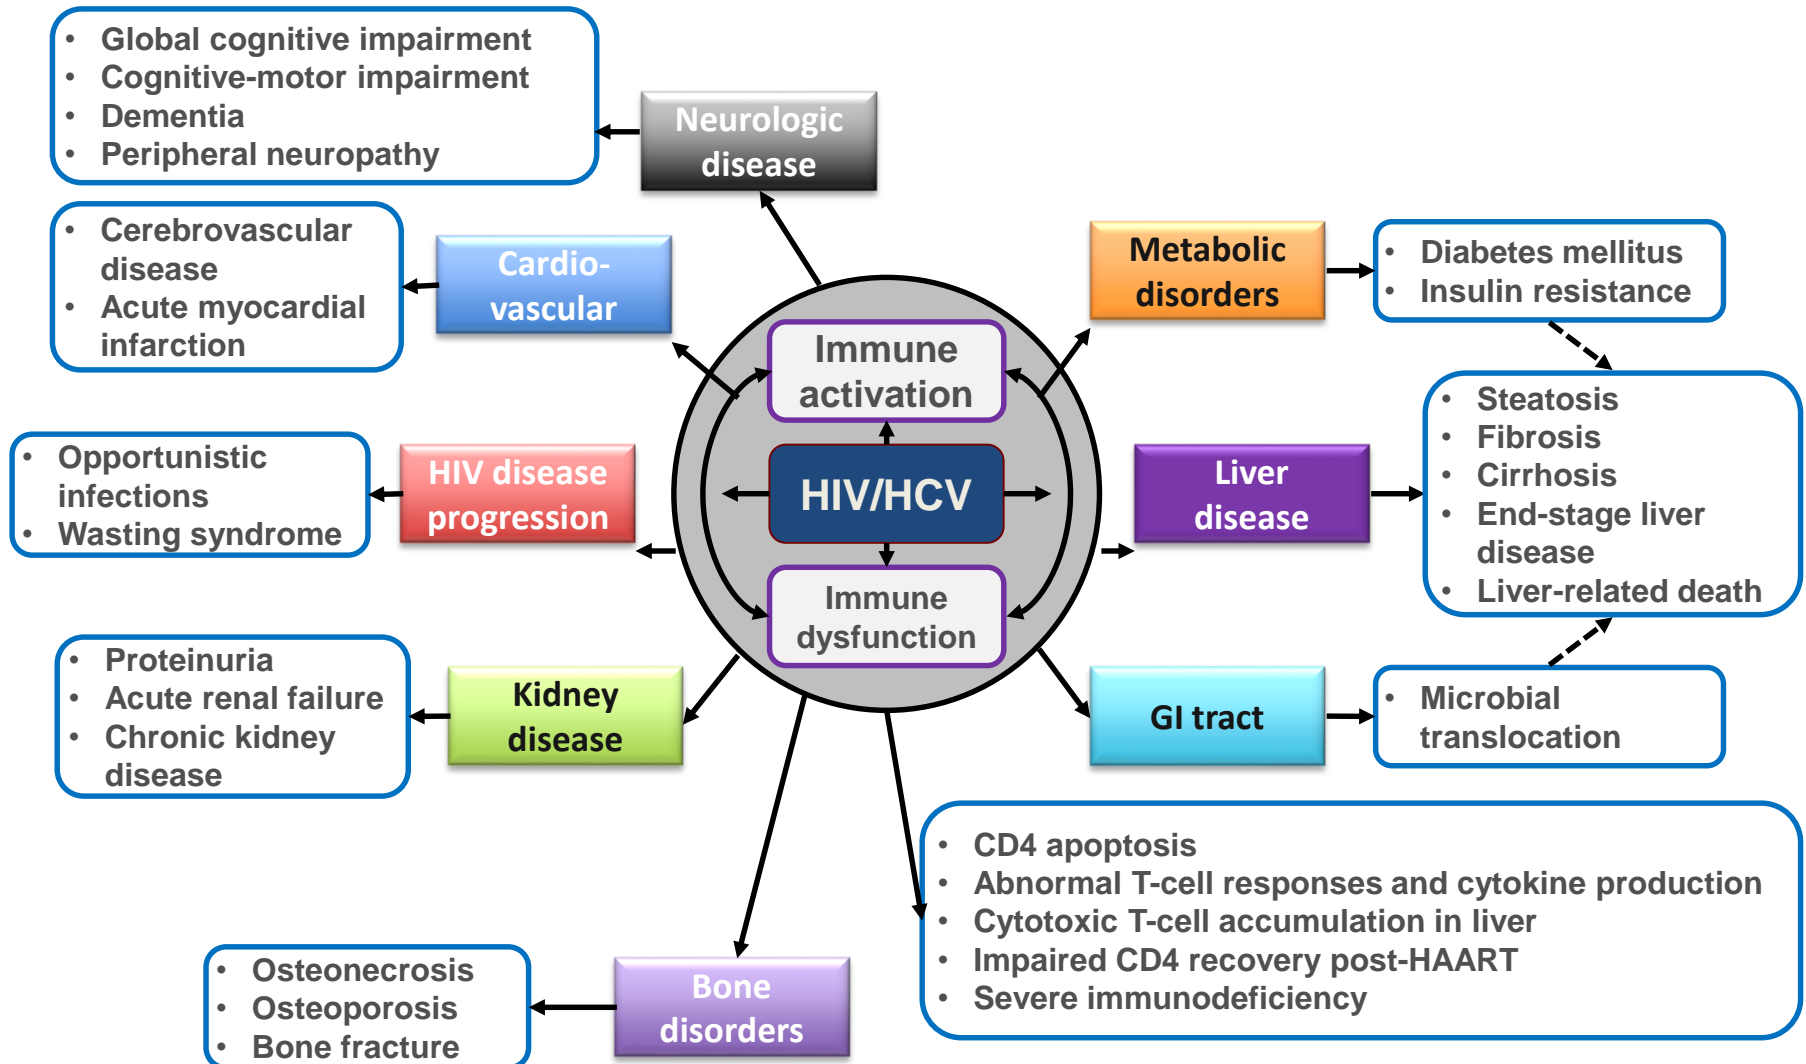 • Global cognitive impairment
• Cognitive-motor impairment
• Dementia
• Peripheral neuropathy
Neurologic
disease
• Cerebrovascular
disease
• Acute myocardial
infarction
Cardio-
vascular
Metabolic
disorders
• Diabetes mellitus
• Insulin resistance
Immune
activation
HIV/HCV
Immune
dysfunction
• Opportunistic
infections
• Wasting syndrome
HIV disease
progression
Liver
disease
• Steatosis
• Fibrosis
• Cirrhosis
• End-stage liver
disease
• Liver-related death
• Proteinuria
• Acute renal failure
• Chronic kidney
disease
Kidney
disease
GI tract
• Microbial
translocation
• CD4 apoptosis
• Abnormal T-cell responses and cytokine production
• Cytotoxic T-cell accumulation in liver
• Impaired CD4 recovery post-HAART
• Severe immunodeficiency
• Osteonecrosis
• Osteoporosis
• Bone fracture
Bone
disorders